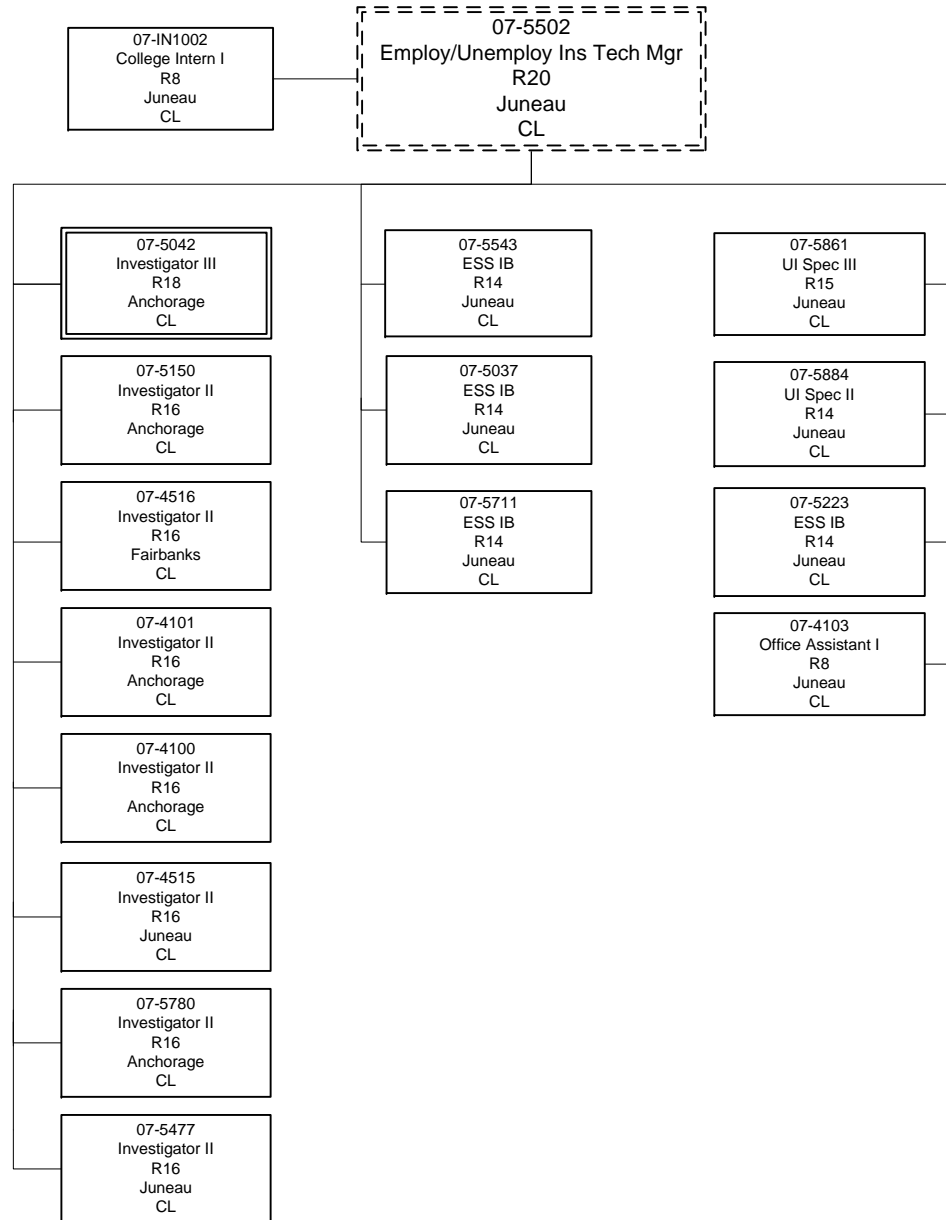 07-IN1002
College Intern I
R8
Juneau
CL
07-5502
Employ/Unemploy Ins Tech Mgr
R20
Juneau
CL
07-5042
Investigator III
R18
Anchorage
CL
07-5150
Investigator II
R16
Anchorage
CL
07-4516
Investigator II
R16
Fairbanks
CL
07-4101
Investigator II
R16
Anchorage
CL
07-4100
Investigator II
R16
Anchorage
CL
07-4515
Investigator II
R16
Juneau
CL
07-5780
Investigator II
R16
Anchorage
CL
07-5477
Investigator II
R16
Juneau
CL
07-5543
ESS IB
R14
Juneau
CL
07-5037
ESS IB
R14
Juneau
CL
07-5711
ESS IB
R14
Juneau
CL
07-5861
UI Spec III
R15
Juneau
CL
07-5884
UI Spec II
R14
Juneau
CL
07-5223
ESS IB
R14
Juneau
CL
07-4103
Office Assistant I
R8
Juneau
CL